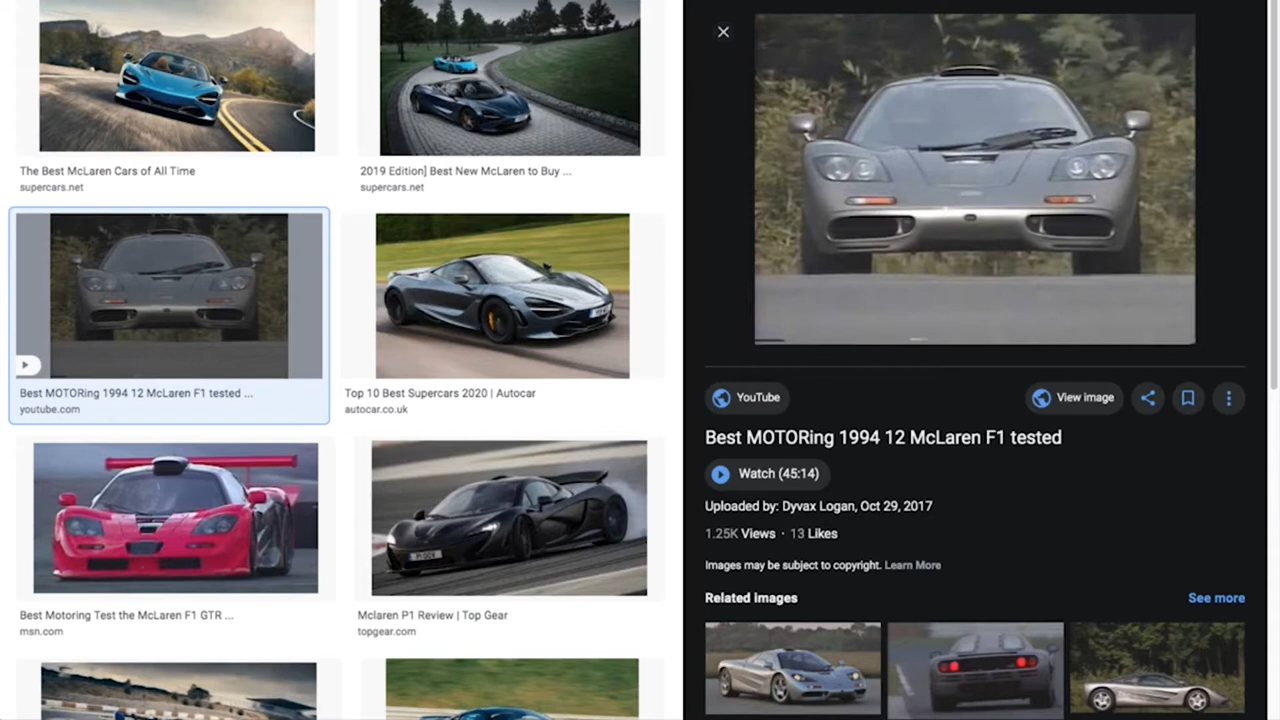 The Best McLaren Cars of All Time
supercars.net
2019 Edition] Best New McLaren to Buy ...
supercars.net
Best MOTORing 1994 12 McLaren F1 tested ...
youtube.com
Top 10 Best Supercars 2020 | Autocar
autocar.co.uk
Best Motoring Test the McLaren F1 GTR ...
msn.com
Mclaren P1 Review | Top Gear
topgear.com
YouTube
View image
Best MOTORing 1994 12 McLaren F1 tested
Watch (45:14)
Uploaded by: Dyvax Logan, Oct 29, 2017
1.25K Views · 13 Likes
Images may be subject to copyright. Learn More
Related Images
See more